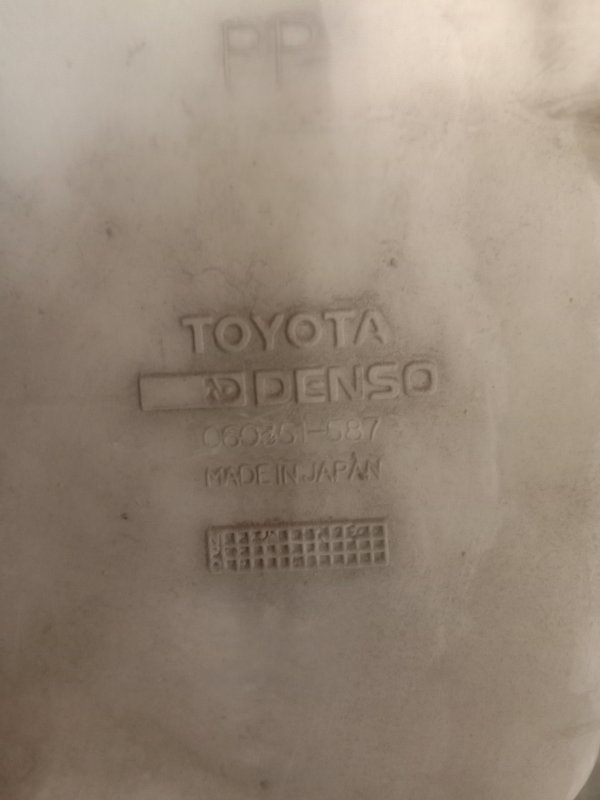 PP
TOYOTA
DENSO
060351-587
MADE IN JAPAN